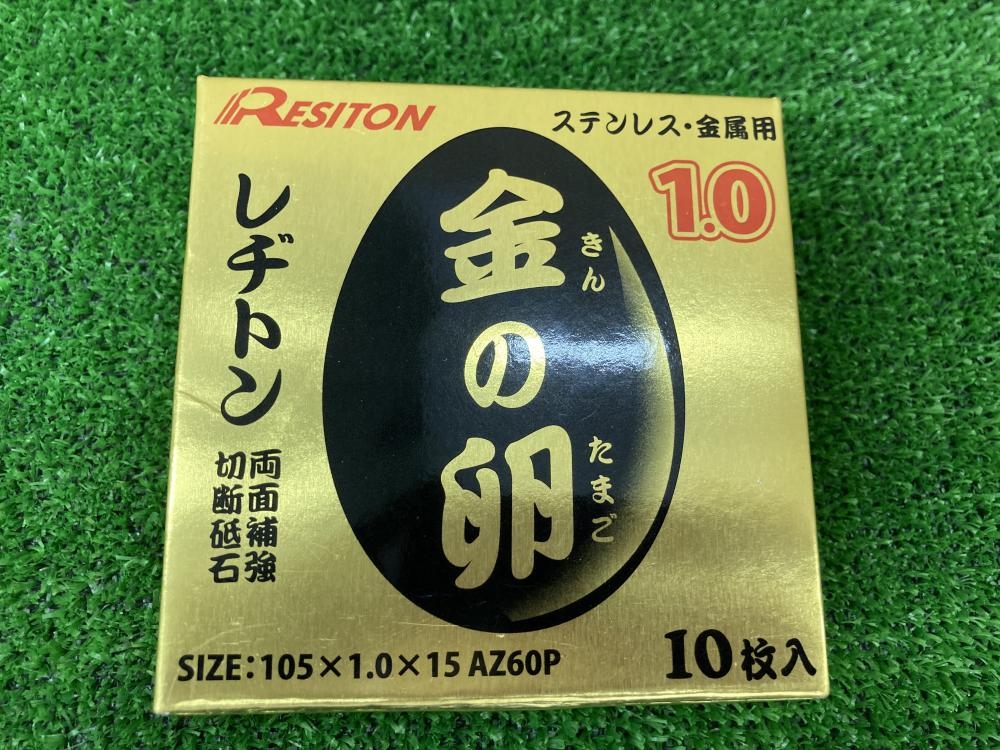 RESITON
ステンレス・金属用
1.0
レヂトン
両面補強
切断砥石
金の卵
きん
たまご
SIZE:105×1.0×15 AZ60P
10枚入